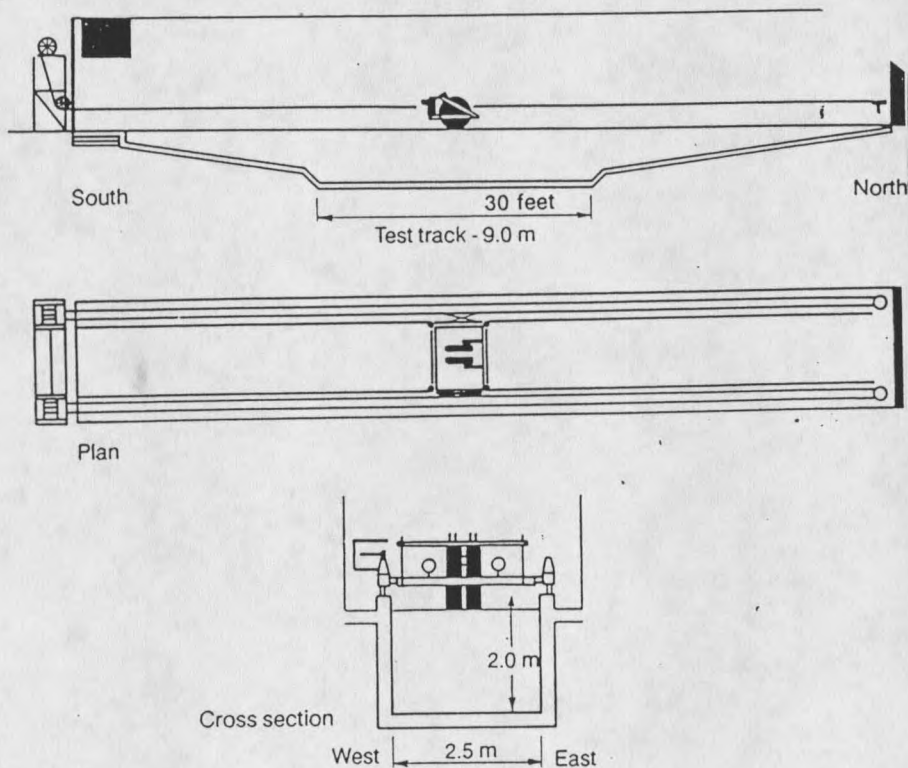 South
North
30 feet
Test track - 9.0 m
Plan
2.0 m
Cross section
West
2.5 m
East